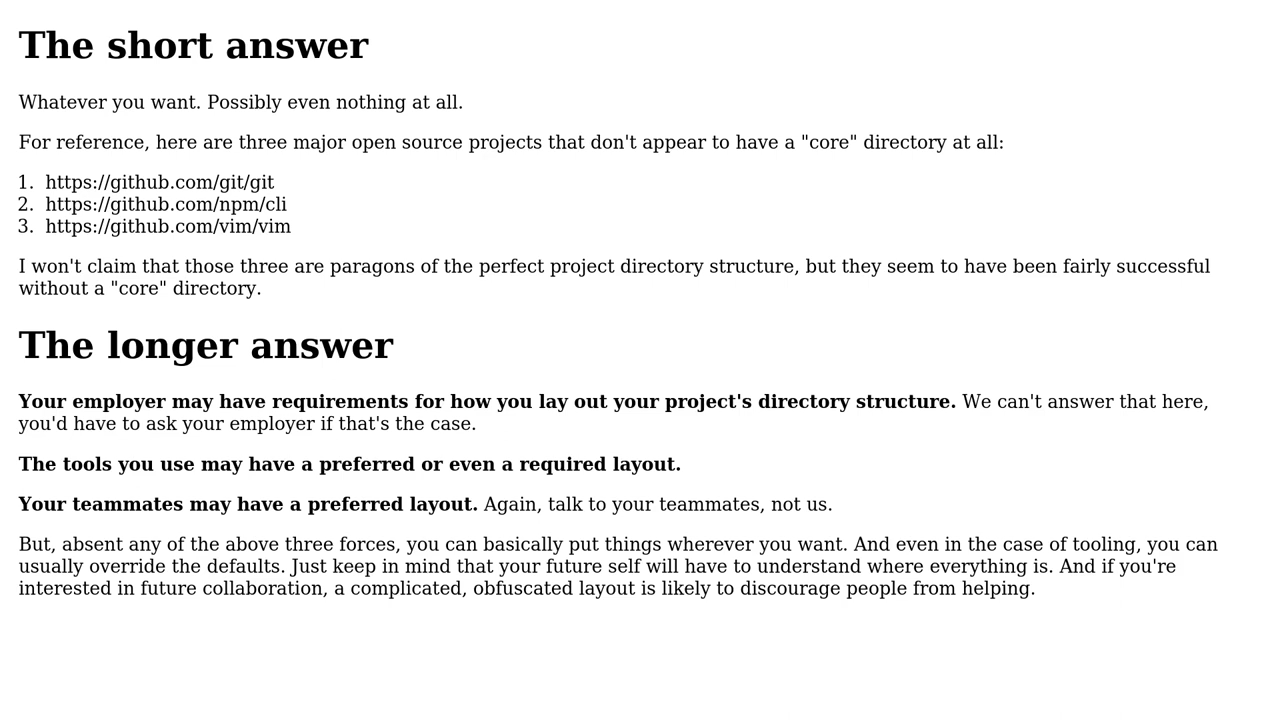 The short answer
Whatever you want. Possibly even nothing at all.
For reference, here are three major open source projects that don't appear to have a "core" directory at all:
1. https://github.com/git/git
2. https://github.com/npm/cli
3. https://github.com/vim/vim
I won't claim that those three are paragons of the perfect project directory structure, but they seem to have been fairly successful
without a "core" directory.
The longer answer
Your employer may have requirements for how you lay out your project's directory structure. We can't answer that here,
you'd have to ask your employer if that's the case.
The tools you use may have a preferred or even a required layout.
Your teammates may have a preferred layout. Again, talk to your teammates, not us.
But, absent any of the above three forces, you can basically put things wherever you want. And even in the case of tooling, you can
usually override the defaults. Just keep in mind that your future self will have to understand where everything is. And if you're
interested in future collaboration, a complicated, obfuscated layout is likely to discourage people from helping.